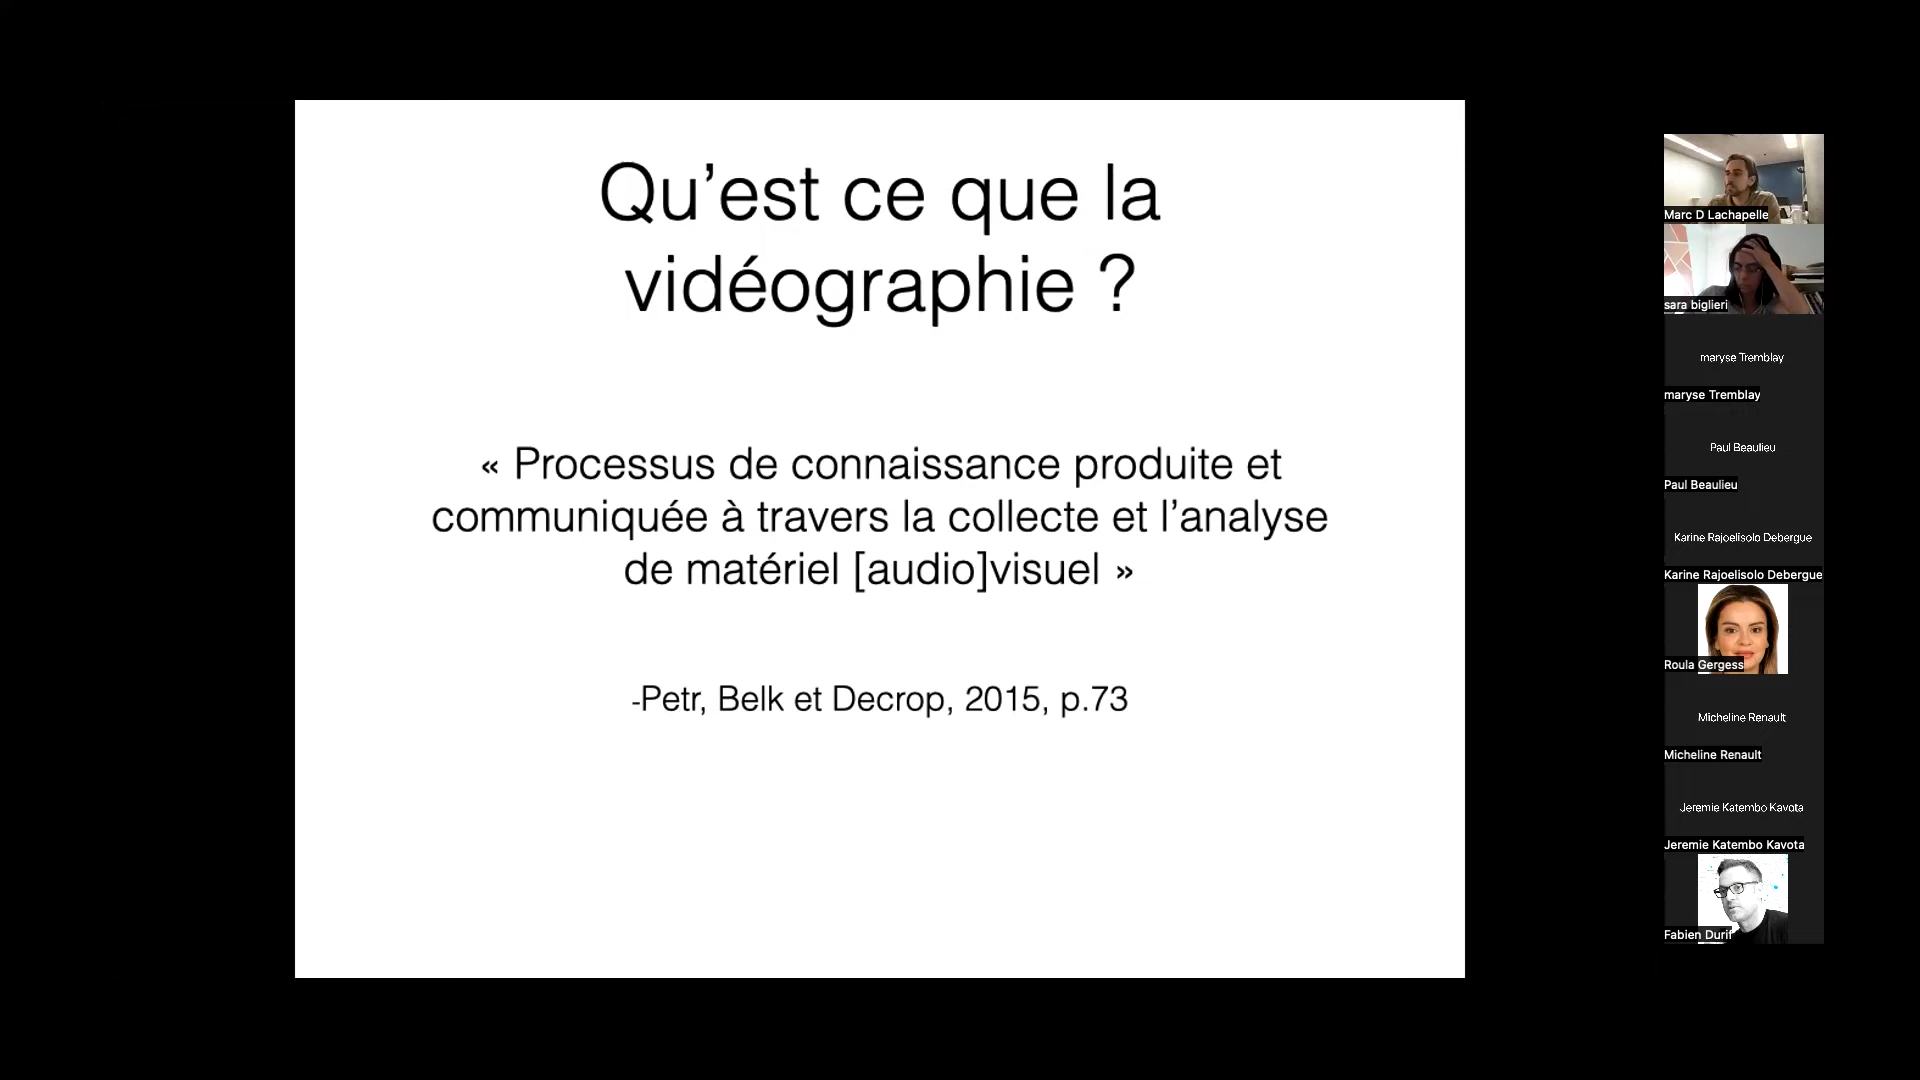 Qu’est ce que la
vidéographie ?
« Processus de connaissance produite et
communiquée à travers la collecte et l’analyse
de matériel [audio]visuel »
-Petr, Belk et Decrop, 2015, p.73
Marc D Lachapelle
sara biglieri
maryse Tremblay
maryse Tremblay
Paul Beaulieu
Paul Beaulieu
Karine Rajoelisolo Debergue
Karine Rajoelisolo Debergue
Roula Gergess
Micheline Renault
Micheline Renault
Jeremie Katembo Kavota
Jeremie Katembo Kavota
Fabien Durif